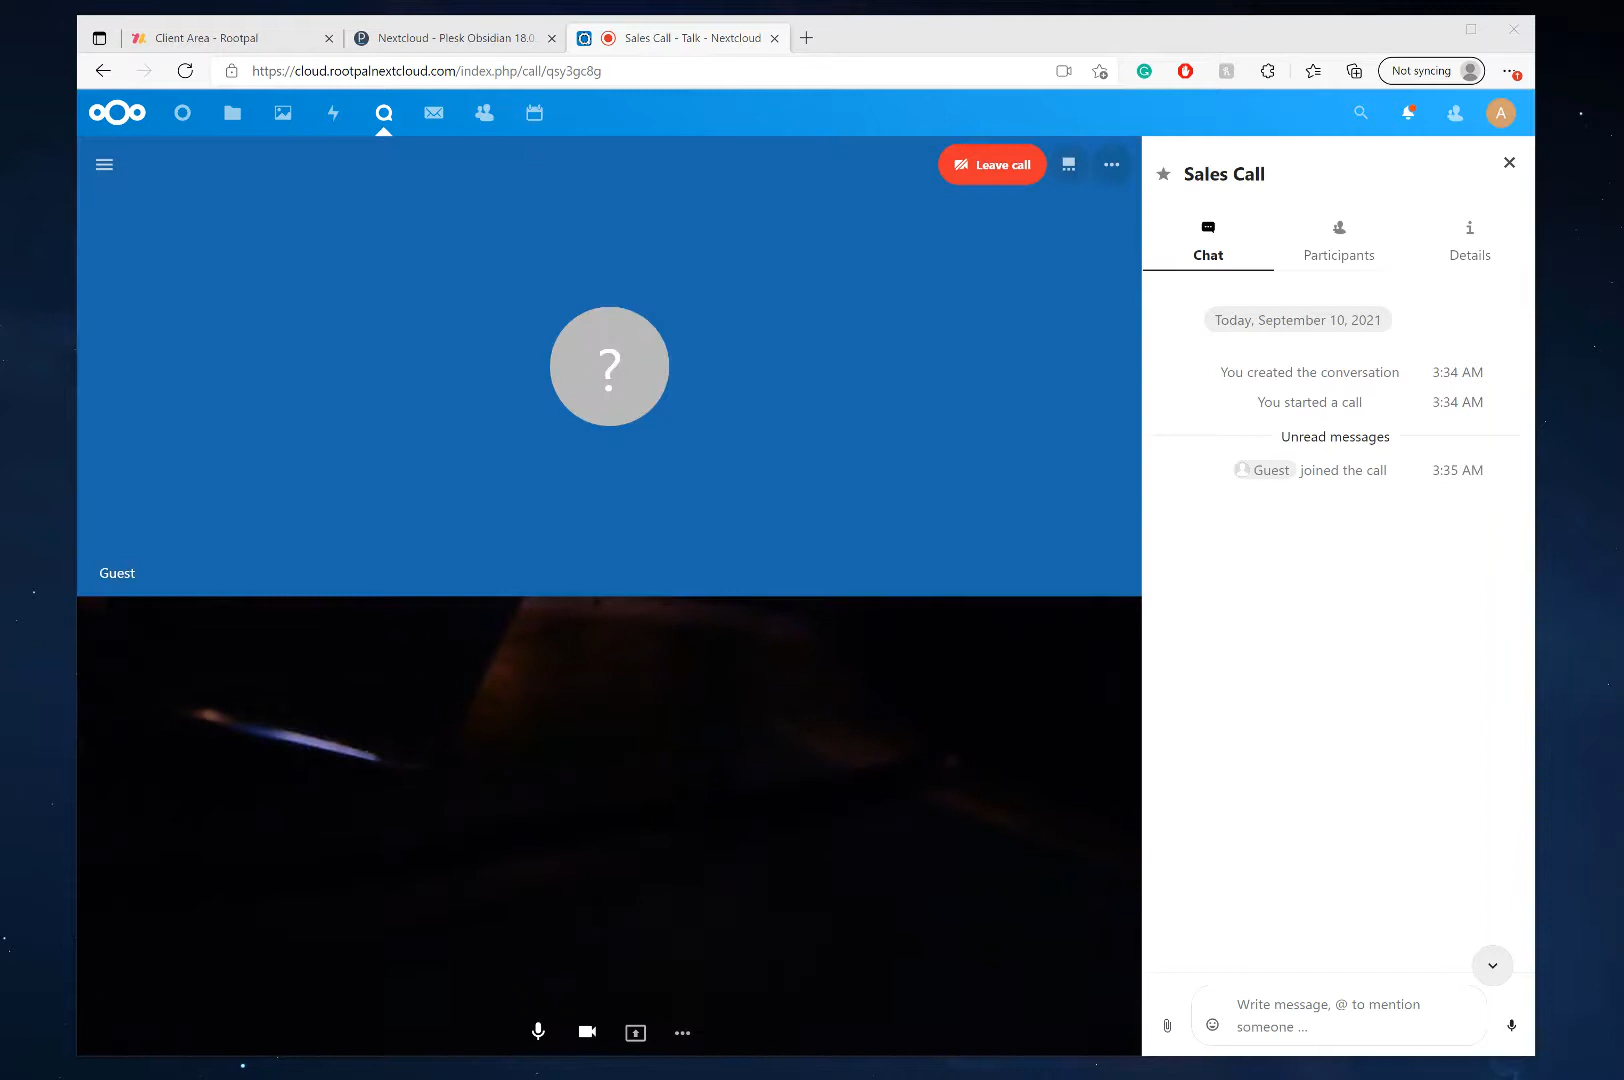 Client Area - Rootpal
Nextcloud - Plesk Obsidian 18.0
Sales Call - Talk - Nextcloud
https://cloud.rootpalnextcloud.com/index.php/call/qsy3gc8g
Not syncing
A
Leave call
Sales Call
Chat
Participants
Details
Today, September 10, 2021
You created the conversation 3:34 AM
You started a call 3:34 AM
Unread messages
Guest joined the call 3:35 AM
?
Guest
Write message, @ to mention
someone ...